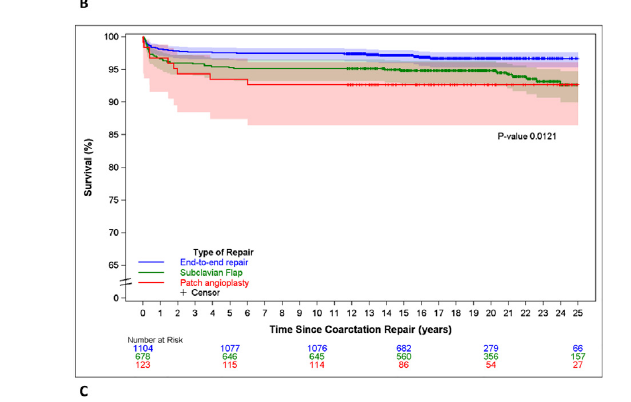 B
100
95
90
85
80
75
70
65
0
Survival (%)
P-value 0.0121
Type of Repair
End-to-end repair
Subclavian Flap
Patch angioplasty
+ Censor
0 1 2 3 4 5 6 7 8 9 10 11 12 13 14 15 16 17 18 19 20 21 22 23 24 25
Time Since Coarctation Repair (years)
Number at Risk
1104 1077 1076 682 279 66
678 646 645 560 356 157
123 115 114 86 54 27
C